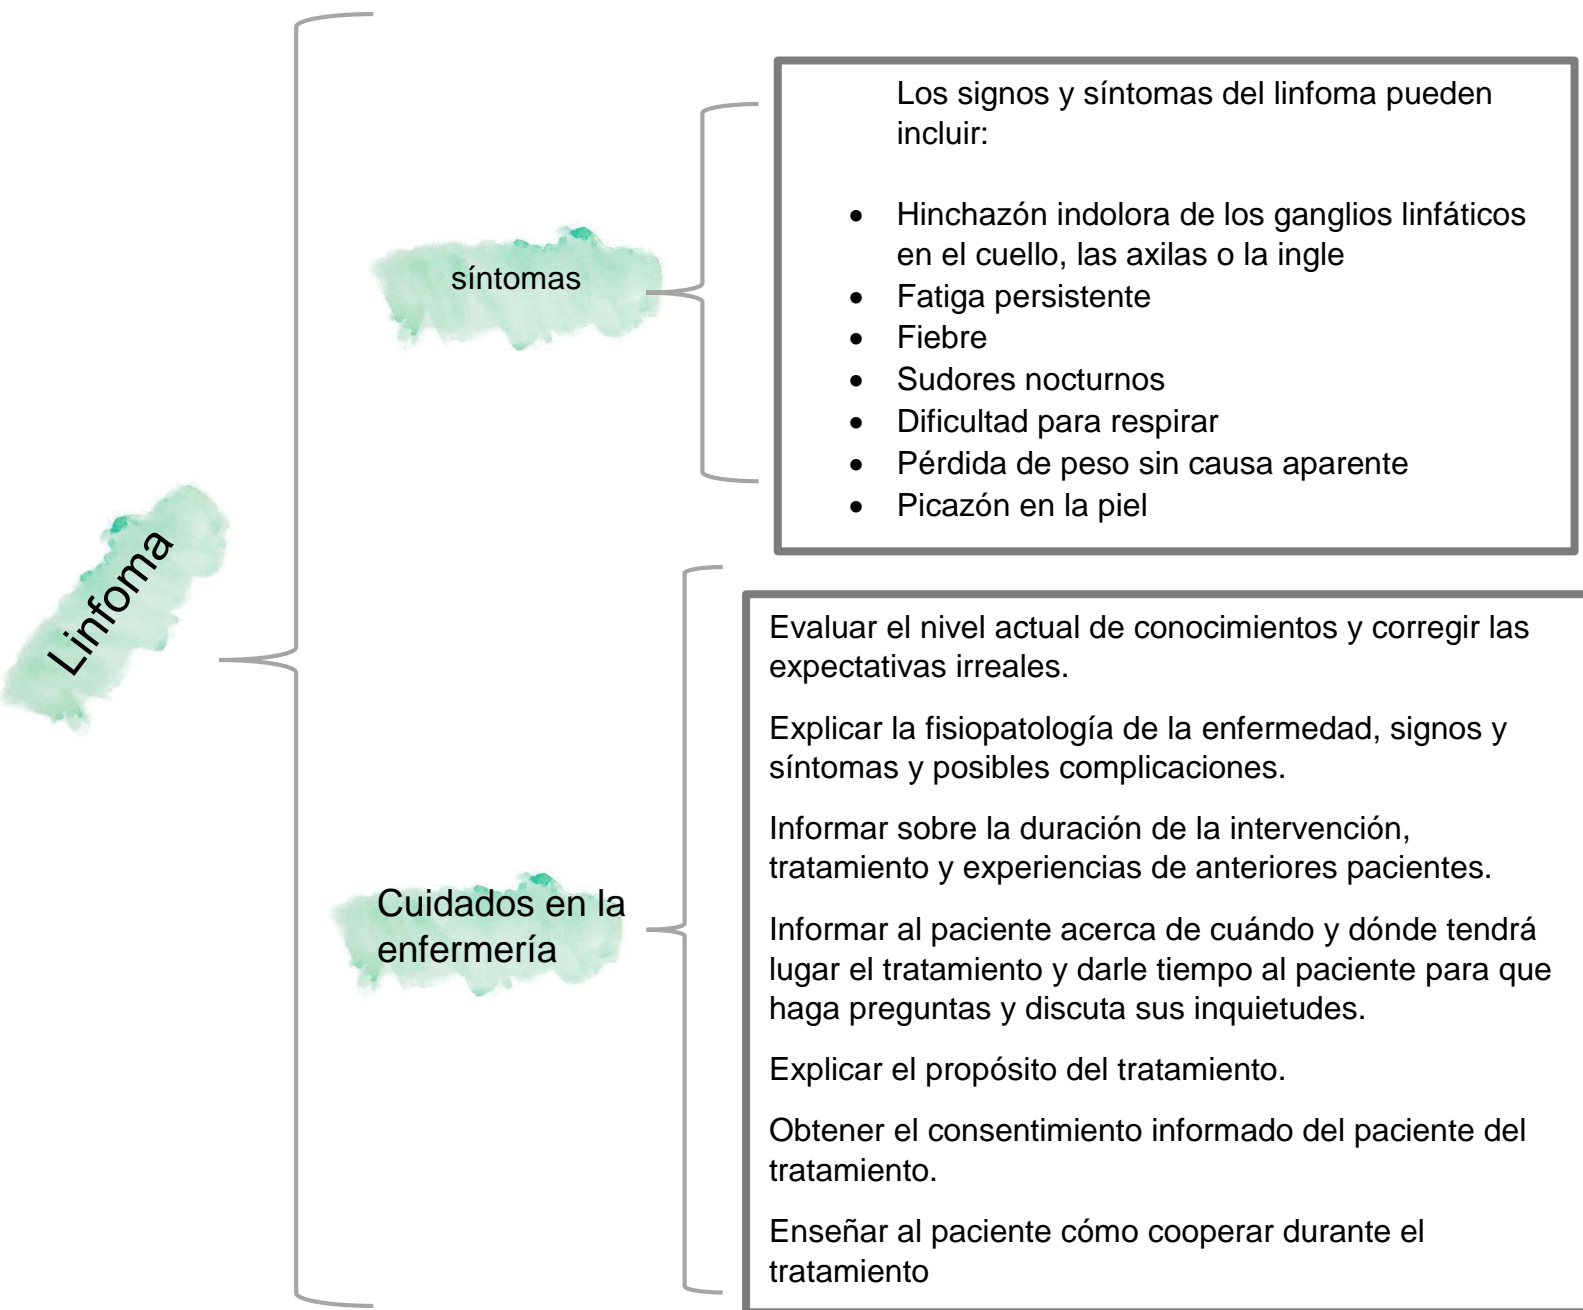 Linfoma
síntomas
Los signos y síntomas del linfoma pueden
incluir:
• Hinchazón indolora de los ganglios linfáticos
en el cuello, las axilas o la ingle
• Fatiga persistente
• Fiebre
• Sudores nocturnos
• Dificultad para respirar
• Pérdida de peso sin causa aparente
• Picazón en la piel
Cuidados en la
enfermería
Evaluar el nivel actual de conocimientos y corregir las
expectativas irreales.
Explicar la fisiopatología de la enfermedad, signos y
síntomas y posibles complicaciones.
Informar sobre la duración de la intervención,
tratamiento y experiencias de anteriores pacientes.
Informar al paciente acerca de cuándo y dónde tendrá
lugar el tratamiento y darle tiempo al paciente para que
haga preguntas y discuta sus inquietudes.
Explicar el propósito del tratamiento.
Obtener el consentimiento informado del paciente del
tratamiento.
Enseñar al paciente cómo cooperar durante el
tratamiento